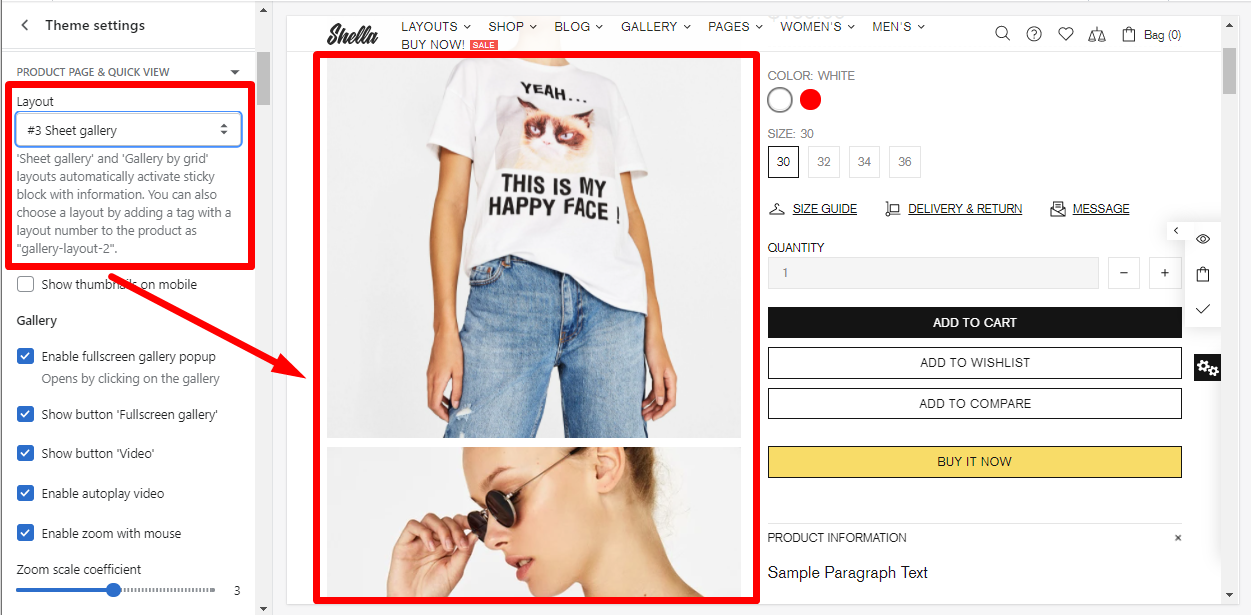 Theme settings
PRODUCT PAGE & QUICK VIEW
Layout
#3 Sheet gallery
'Sheet gallery' and 'Gallery by grid'
layouts automatically activate sticky
block with information. You can also
choose a layout by adding a tag with a
layout number to the product as
"gallery-layout-2".
Show thumbnails on mobile
Gallery
Enable fullscreen gallery popup
Opens by clicking on the gallery
Show button 'Fullscreen gallery'
Show button 'Video'
Enable autoplay video
Enable zoom with mouse
Zoom scale coefficient
3
Shella
LAYOUTS SHOP BLOG GALLERY PAGES WOMEN'S MEN'S
BUY NOW! SALE
Bag (0)
YEAH...
THIS IS MY
HAPPY FACE !
COLOR: WHITE
SIZE: 30
30 32 34 36
SIZE GUIDE DELIVERY & RETURN MESSAGE
QUANTITY
1 − +
ADD TO CART
ADD TO WISHLIST
ADD TO COMPARE
BUY IT NOW
PRODUCT INFORMATION
Sample Paragraph Text